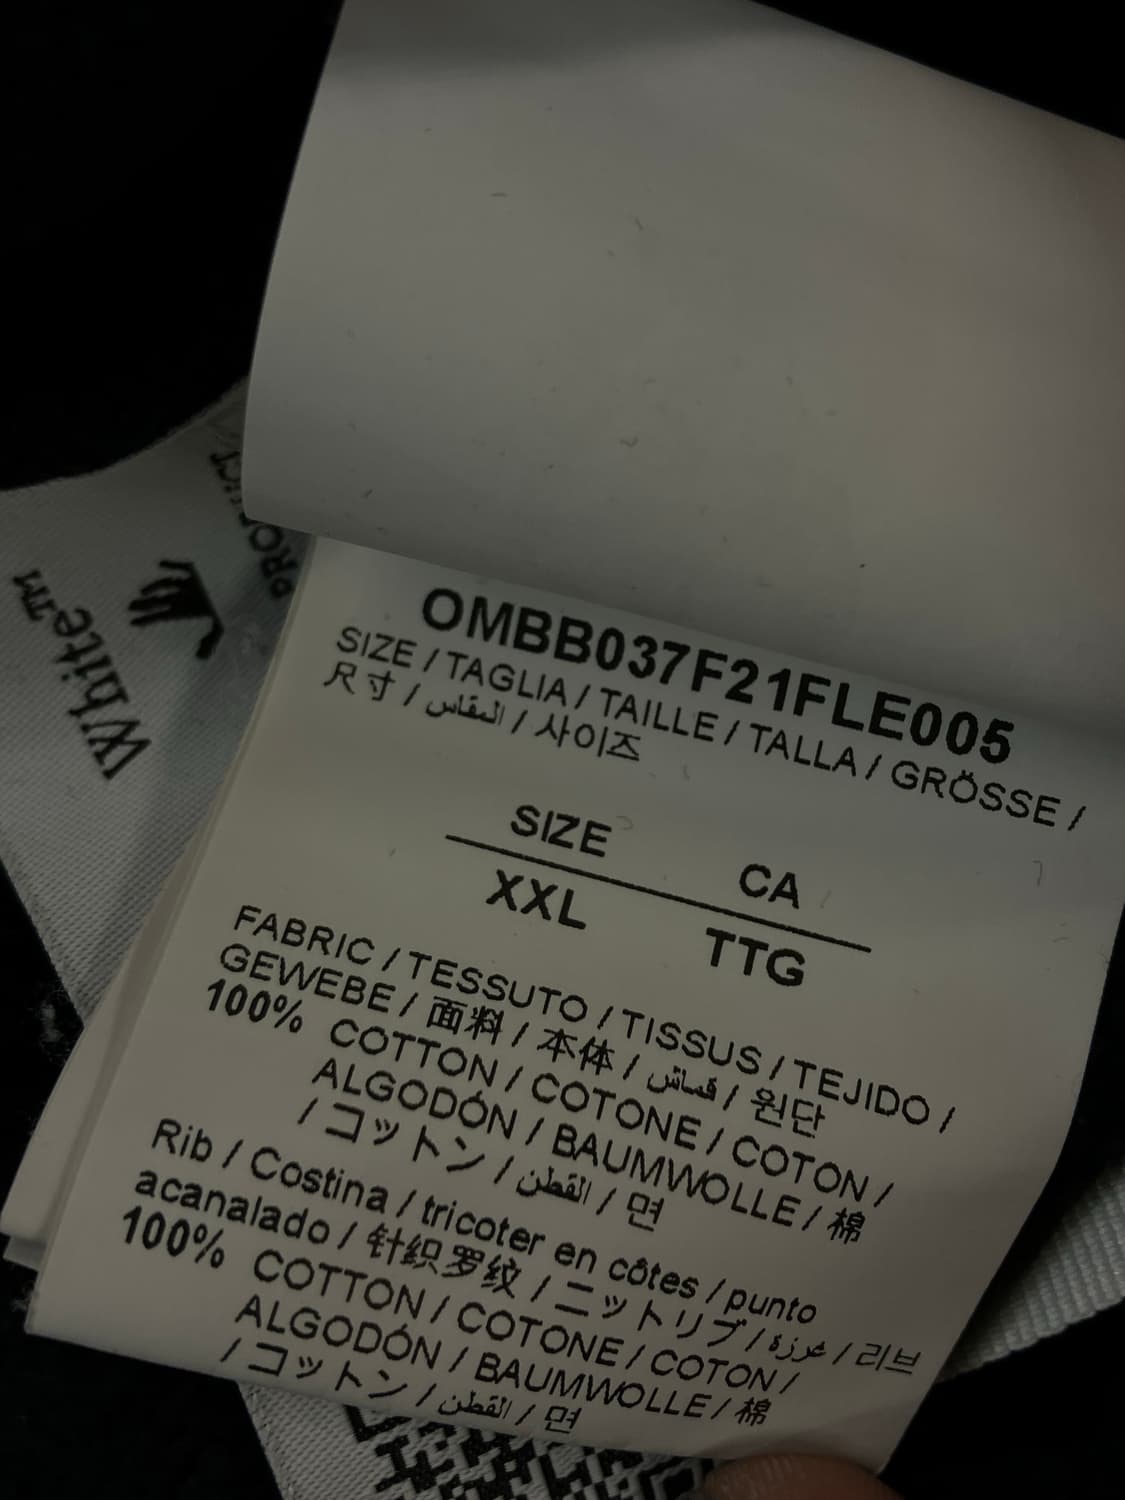 PRODUCT
White™
OMBB037F21FLE005
SIZE / TAGLIA / TAILLE / TALLA / GRÖSSE /
尺寸 / المقاس / 사이즈
SIZE CA
XXL TTG
FABRIC / TESSUTO / TISSUS / TEJIDO /
GEWEBE / 面料 / 本体 / قماش / 원단
100% COTTON / COTONE / COTON /
ALGODÓN / BAUMWOLLE / 棉
/ コットン / القطن / 면
Rib / Costina / tricoter en côtes / punto
acanalado / 针织罗纹 / ニットリブ / غرزة / 리브
100% COTTON / COTONE / COTON /
ALGODÓN / BAUMWOLLE / 棉
/ コットン / القطن / 면